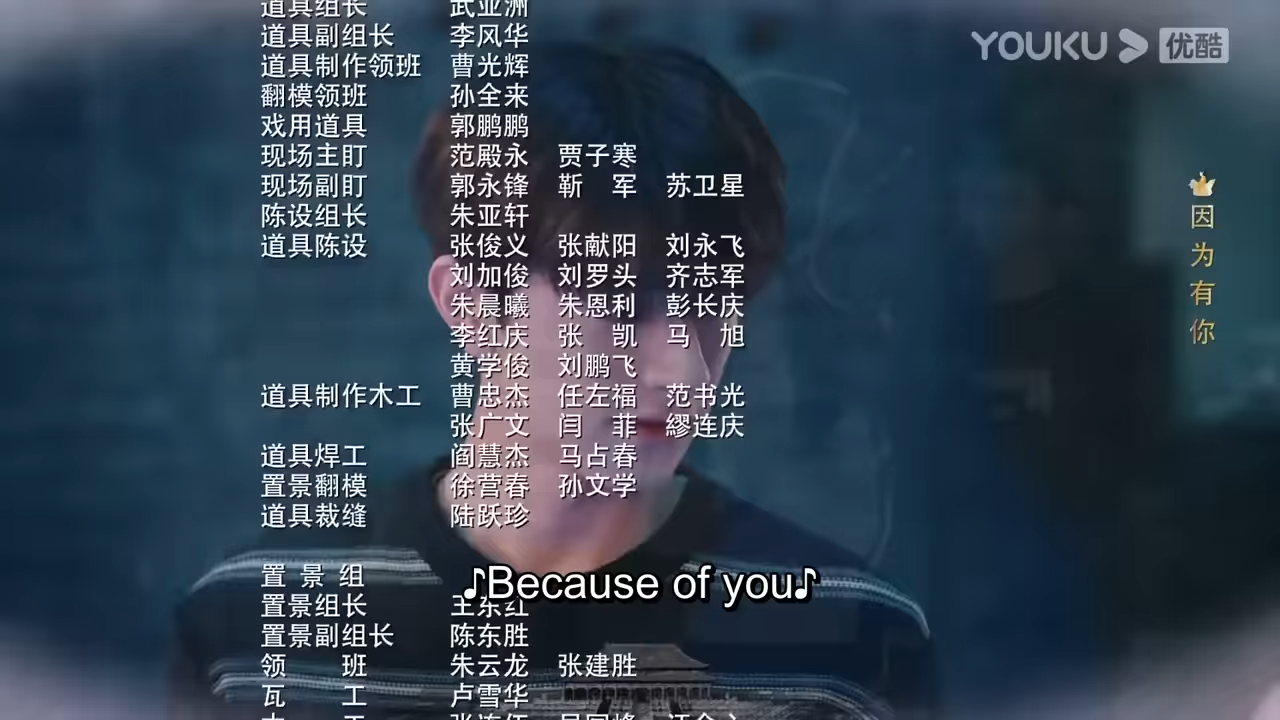 道具组长 武亚洲
道具副组长 李风华
道具制作领班 曹光辉
翻模领班 孙全来
戏用道具 郭鹏鹏
现场主盯 范殿永 贾子寒
现场副盯 郭永锋 靳 军 苏卫星
陈设组长 朱亚轩
道具陈设 张俊义 张献阳 刘永飞
刘加俊 刘罗头 齐志军
朱晨曦 朱恩利 彭长庆
李红庆 张 凯 马 旭
黄学俊 刘鹏飞
道具制作木工 曹忠杰 任左福 范书光
张广文 闫 菲 繆连庆
道具焊工 阎慧杰 马占春
置景翻模 徐营春 孙文学
道具裁缝 陆跃珍
置 景 组
置景组长 王东红
置景副组长 陈东胜
领 班 朱云龙 张建胜
瓦 工 卢雪华
♪Because of you♪
YOUKU 优酷
因为有你